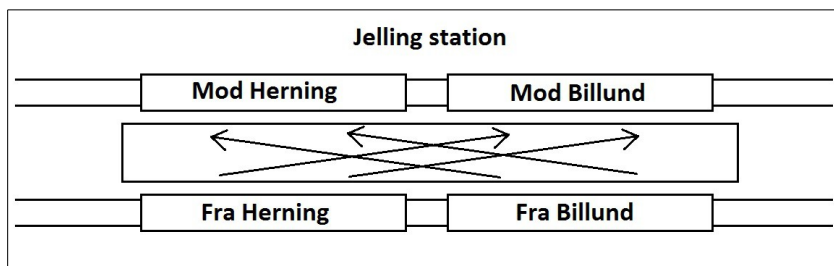 Jelling station
Mod Herning Mod Billund
Fra Herning Fra Billund